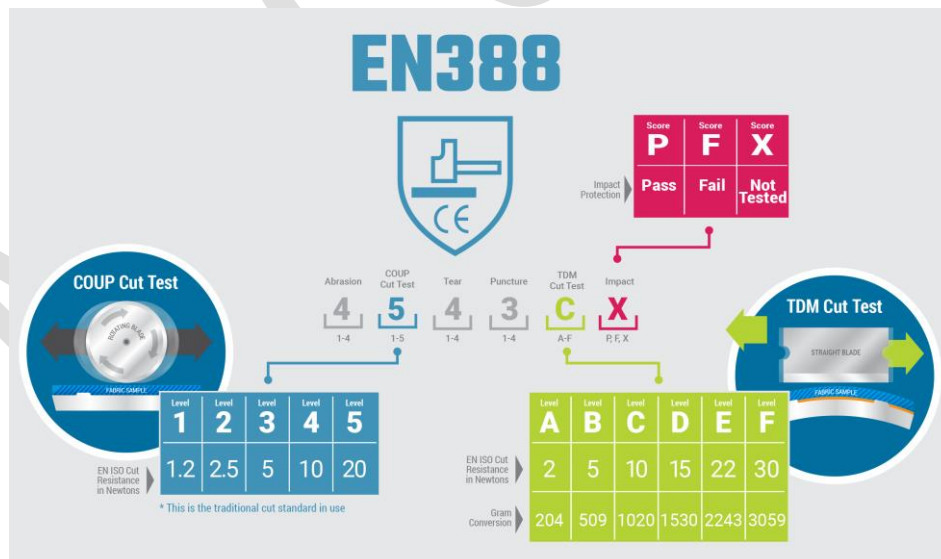 EN388
CE
Score Score Score
P F X
Impact
Protection
Pass Fail Not
Tested
COUP Cut Test
ROTATING BLADE
FABRIC SAMPLE
Abrasion COUP
Cut Test Tear Puncture TDM
Cut Test Impact
4 5 4 3 C X
1-4 1-5 1-4 1-4 A-F P, F, X
TDM Cut Test
STRAIGHT BLADE
FABRIC SAMPLE
Level Level Level Level Level
1 2 3 4 5
EN ISO Cut
Resistance
in Newtons
1.2 2.5 5 10 20
* This is the traditional cut standard in use
Level Level Level Level Level Level
A B C D E F
EN ISO Cut
Resistance
in Newtons
2 5 10 15 22 30
Gram
Conversion
204 509 1020 1530 2243 3059